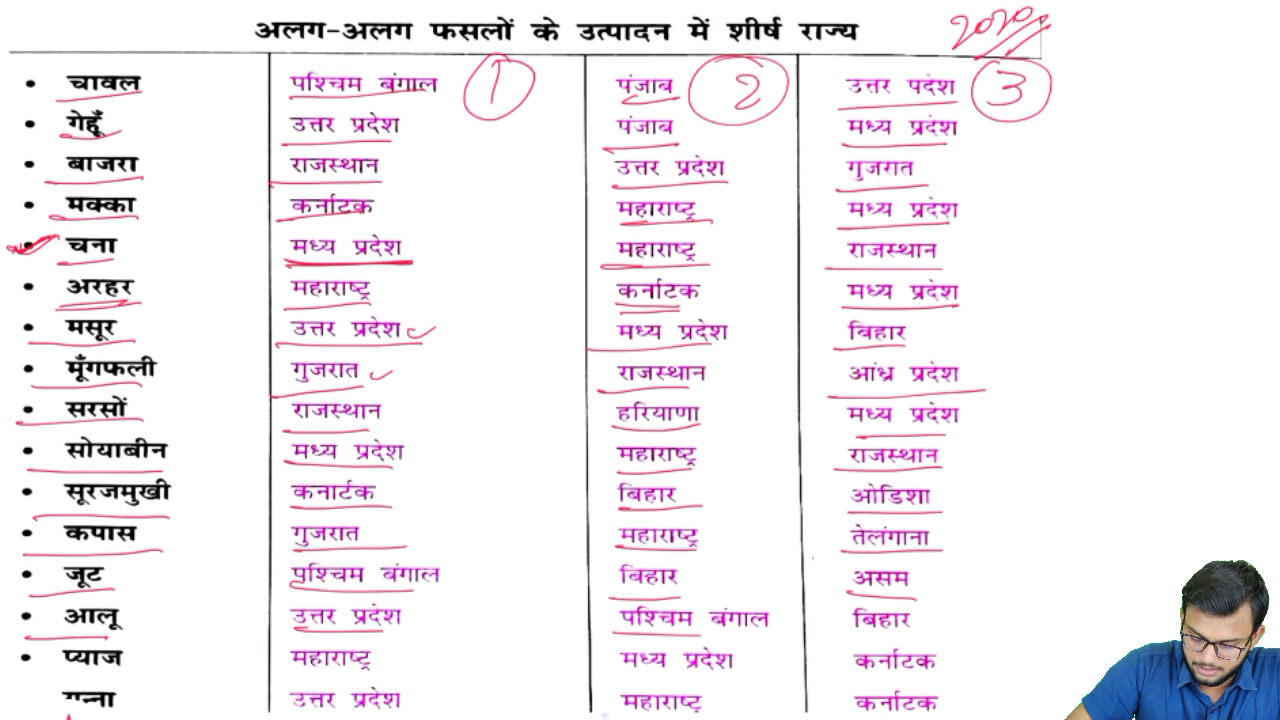 अलग-अलग फसलों के उत्पादन में शीर्ष राज्य 2020
• चावल पश्चिम बंगाल 1 पंजाब 2 उत्तर पदेश 3
• गेहूँ उत्तर प्रदेश पंजाब मध्य प्रदेश
• बाजरा राजस्थान उत्तर प्रदेश गुजरात
• मक्का कर्नाटक महाराष्ट्र मध्य प्रदेश
• चना मध्य प्रदेश महाराष्ट्र राजस्थान
• अरहर महाराष्ट्र कर्नाटक मध्य प्रदेश
• मसूर उत्तर प्रदेश मध्य प्रदेश बिहार
• मूँगफली गुजरात राजस्थान आंध्र प्रदेश
• सरसों राजस्थान हरियाणा मध्य प्रदेश
• सोयाबीन मध्य प्रदेश महाराष्ट्र राजस्थान
• सूरजमुखी कनार्टक बिहार ओडिशा
• कपास गुजरात महाराष्ट्र तेलंगाना
• जूट पश्चिम बंगाल बिहार असम
• आलू उत्तर प्रदेश पश्चिम बंगाल बिहार
• प्याज महाराष्ट्र मध्य प्रदेश कर्नाटक
गन्ना उत्तर प्रदेश महाराष्ट्र कर्नाटक